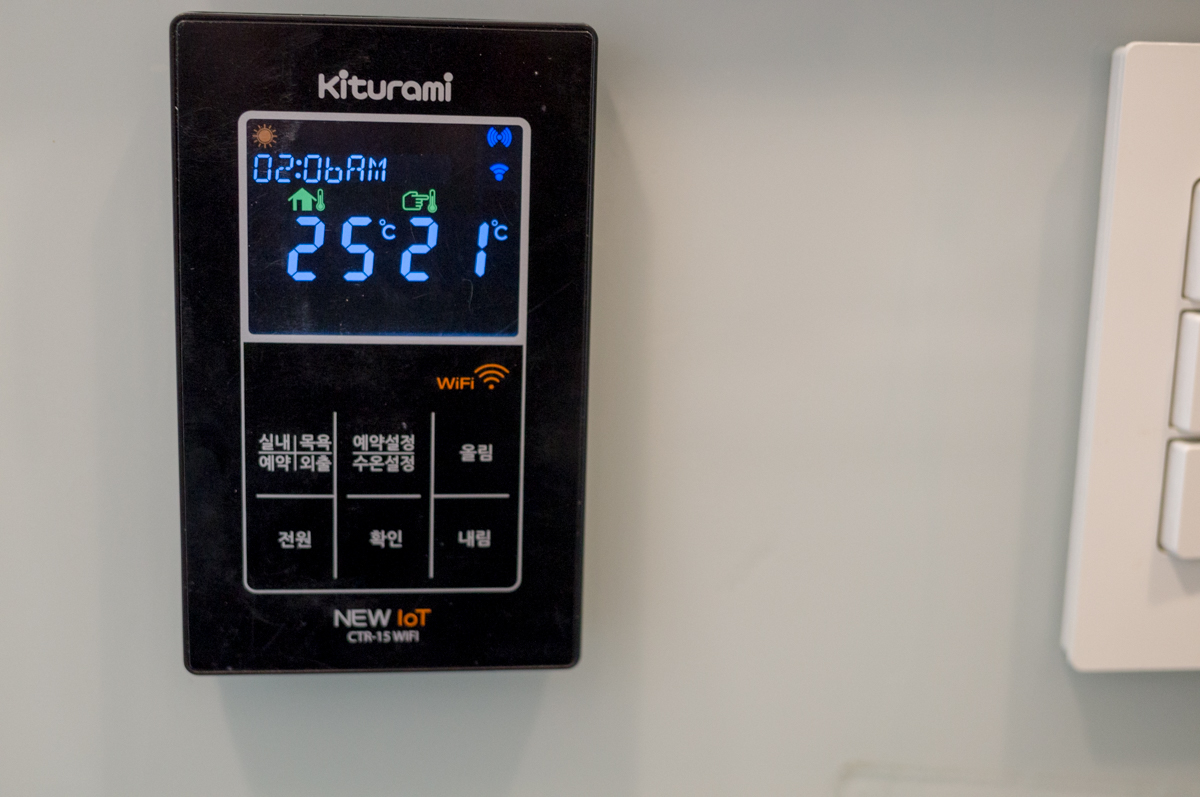 Kiturami
02:06AM
25℃ 21℃
WiFi
실내 목욕 예약설정 올림
예약 외출 수온설정
전원 확인 내림
NEW IoT
CTR-15 WIFI